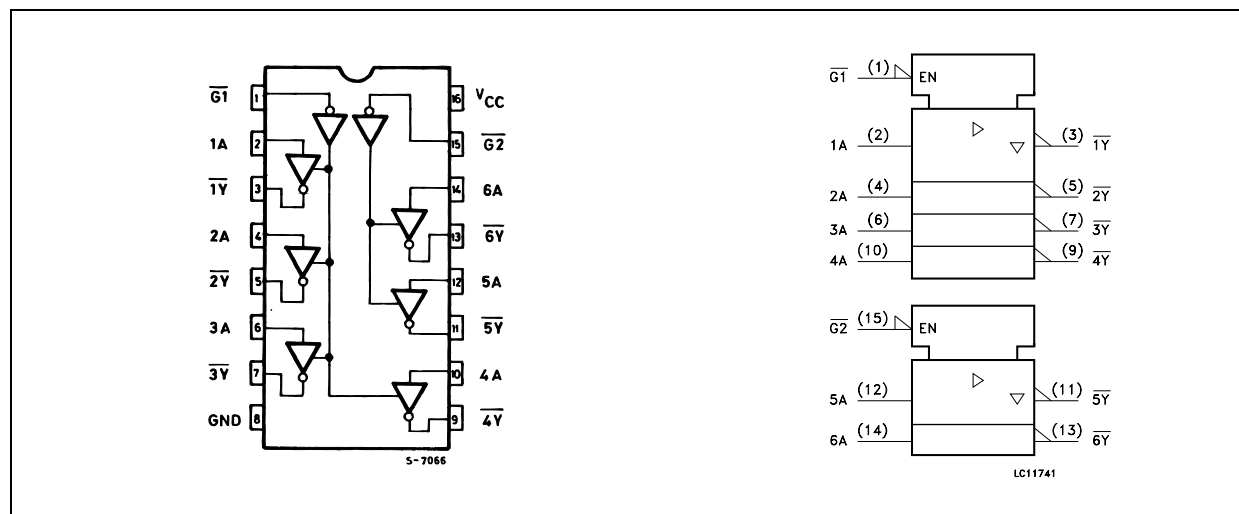 G1 1 16 VCC
1A 2 15 G2
1Y 3 14 6A
2A 4 13 6Y
2Y 5 12 5A
3A 6 11 5Y
3Y 7 10 4A
GND 8 9 4Y
S-7066
G1 (1) EN
1A (2) (3) 1Y
2A (4) (5) 2Y
3A (6) (7) 3Y
4A (10) (9) 4Y
G2 (15) EN
5A (12) (11) 5Y
6A (14) (13) 6Y
LC11741